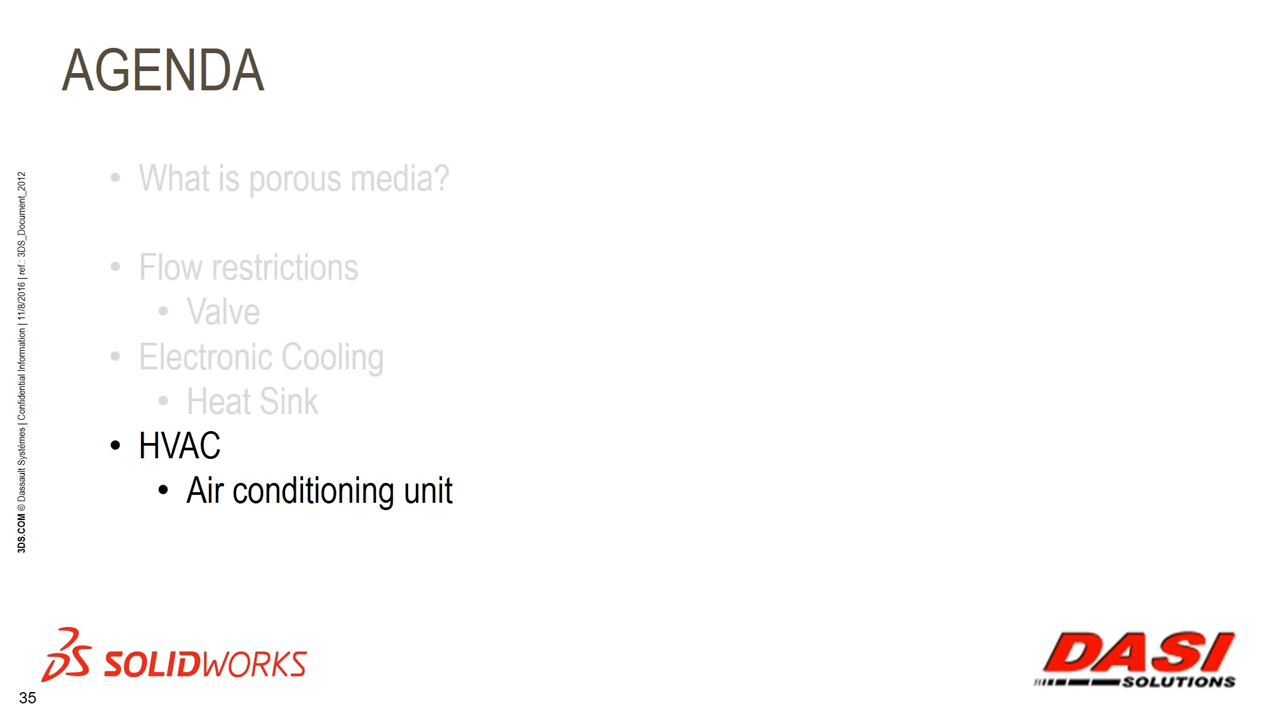 AGENDA
• What is porous media?
• Flow restrictions
• Valve
• Electronic Cooling
• Heat Sink
• HVAC
• Air conditioning unit
3DS.COM © Dassault Systèmes | Confidential Information | 11/8/2016 | ref.: 3DS_Document_2012
3DS SOLIDWORKS
DASI
SOLUTIONS
35